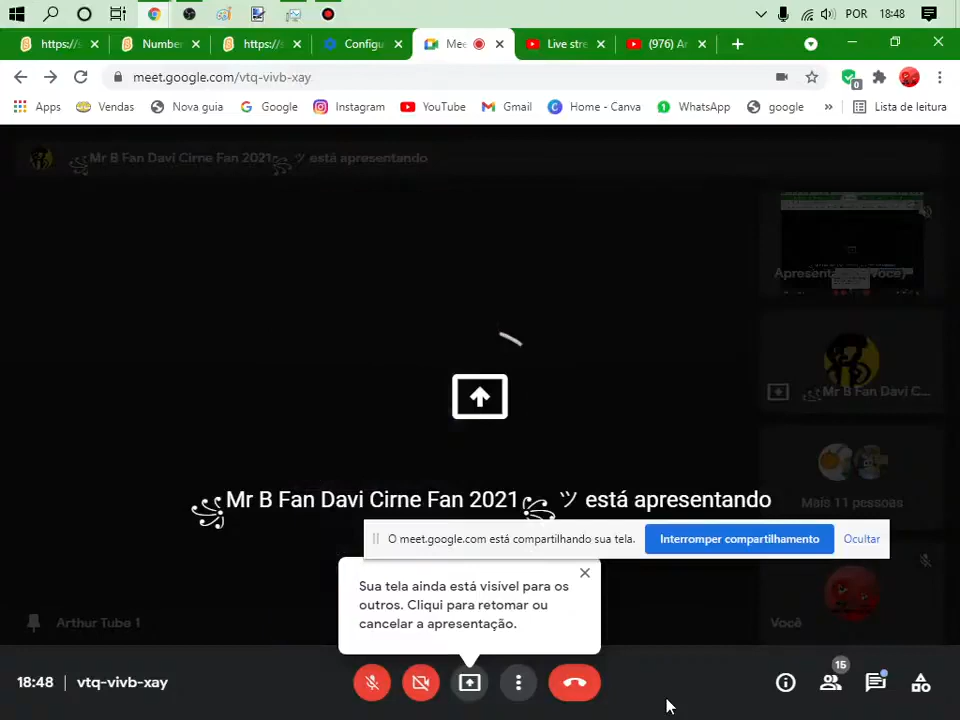 POR 18:48
https://s
Number
https://s
Configu
Mee
Live stre
(976) Ar
meet.google.com/vtq-vivb-xay
0
Apps Vendas Nova guia Google Instagram YouTube Gmail Home - Canva 1 WhatsApp google » Lista de leitura
꧁Mr B Fan Davi Cirne Fan 2021꧂ ツ está apresentando
Apresentação (você)
꧁Mr B Fan Davi C...
Mais 11 pessoas
꧁Mr B Fan Davi Cirne Fan 2021꧂ ツ está apresentando
O meet.google.com está compartilhando sua tela. Interromper compartilhamento Ocultar
Sua tela ainda está visível para os
outros. Cliqui para retomar ou
cancelar a apresentação.
Arthur Tube 1
Você
18:48 | vtq-vivb-xay
15